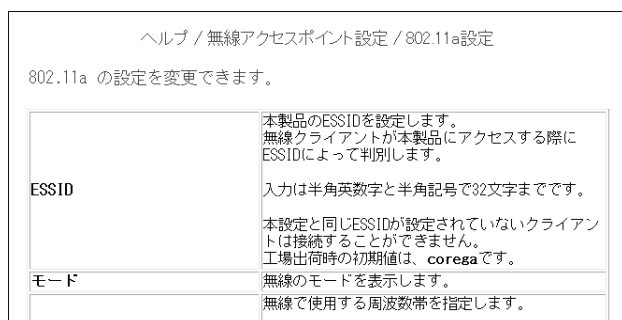 ヘルプ / 無線アクセスポイント設定 / 802.11a設定
802.11a の設定を変更できます。
ESSID
本製品のESSIDを設定します。
無線クライアントが本製品にアクセスする際に
ESSIDによって判別します。
入力は半角英数字と半角記号で32文字までです。
本設定と同じESSIDが設定されていないクライアン
トは接続することができません。
工場出荷時の初期値は、coregaです。
モード
無線のモードを表示します。
無線で使用する周波数帯を指定します。